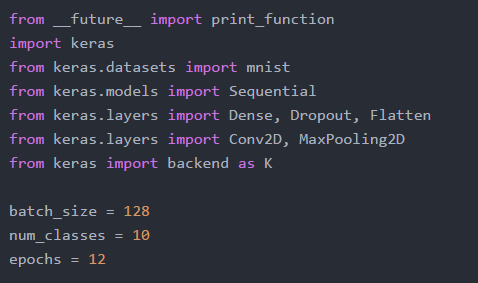 from __future__ import print_function
import keras
from keras.datasets import mnist
from keras.models import Sequential
from keras.layers import Dense, Dropout, Flatten
from keras.layers import Conv2D, MaxPooling2D
from keras import backend as K

batch_size = 128
num_classes = 10
epochs = 12